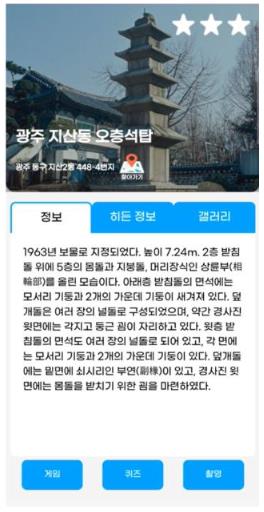 광주 지산동 오층석탑
광주 동구 지산2동 448-4번지
찾아가기
정보
히든 정보
갤러리
1963년 보물로 지정되었다. 높이 7.24m. 2층 받침
돌 위에 5층의 몸돌과 지붕돌, 머리장식인 상륜부(相
輪部)를 올린 모습이다. 아래층 받침돌의 면석에는
모서리 기둥과 2개의 가운데 기둥이 새겨져 있다. 덮
개돌은 여러 장의 널돌로 구성되었으며, 약간 경사진
윗면에는 각지고 둥근 굄이 자리하고 있다. 윗층 받
침돌의 면석도 여러 장의 널돌로 되어 있고, 각 면에
는 모서리 기둥과 2개의 가운데 기둥이 있다. 덮개돌
에는 밑면에 쇠시리인 부연(副椽)이 있고, 경사진 윗
면에는 몸돌을 받치기 위한 굄을 마련하였다.
게임
퀴즈
촬영